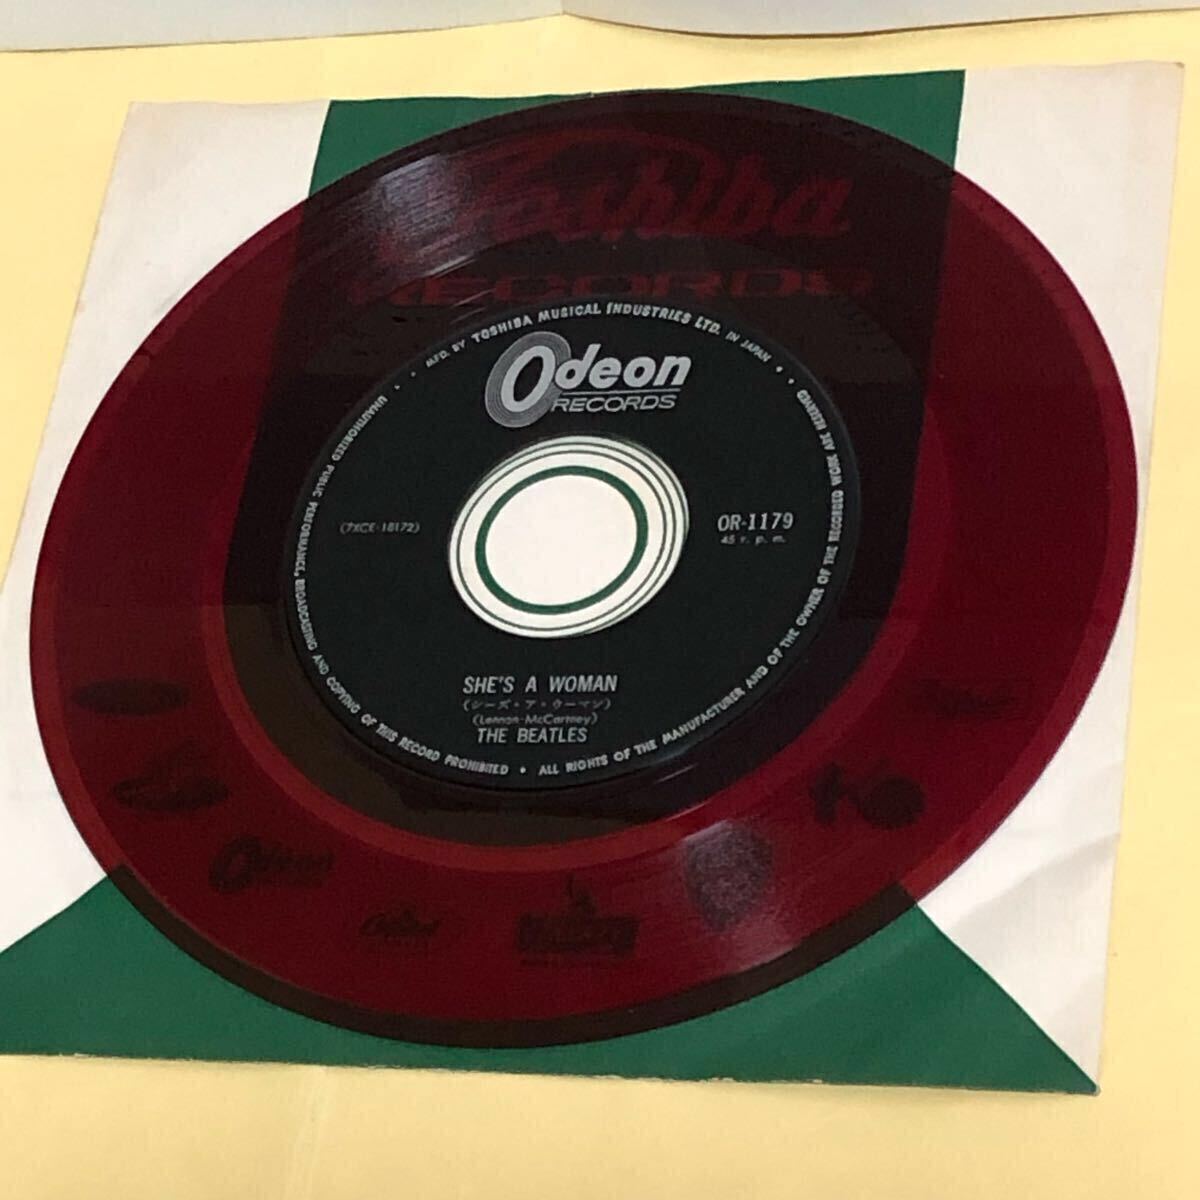 Toshiba
RECORDS
MFD. BY TOSHIBA MUSICAL INDUSTRIES LTD. IN JAPAN
Odeon
RECORDS
(7XCE-18172)
OR-1179
45 r. p. m.
SHE'S A WOMAN
(シーズ・ア・ウーマン)
(Lennon-McCartney)
THE BEATLES
UNAUTHORIZED PUBLIC PERFORMANCE, BROADCASTING AND COPYING OF THIS RECORD PROHIBITED • ALL RIGHTS OF THE MANUFACTURER AND OF THE OWNER OF THE RECORDED WORK ARE RESERVED
Odeon
Capitol